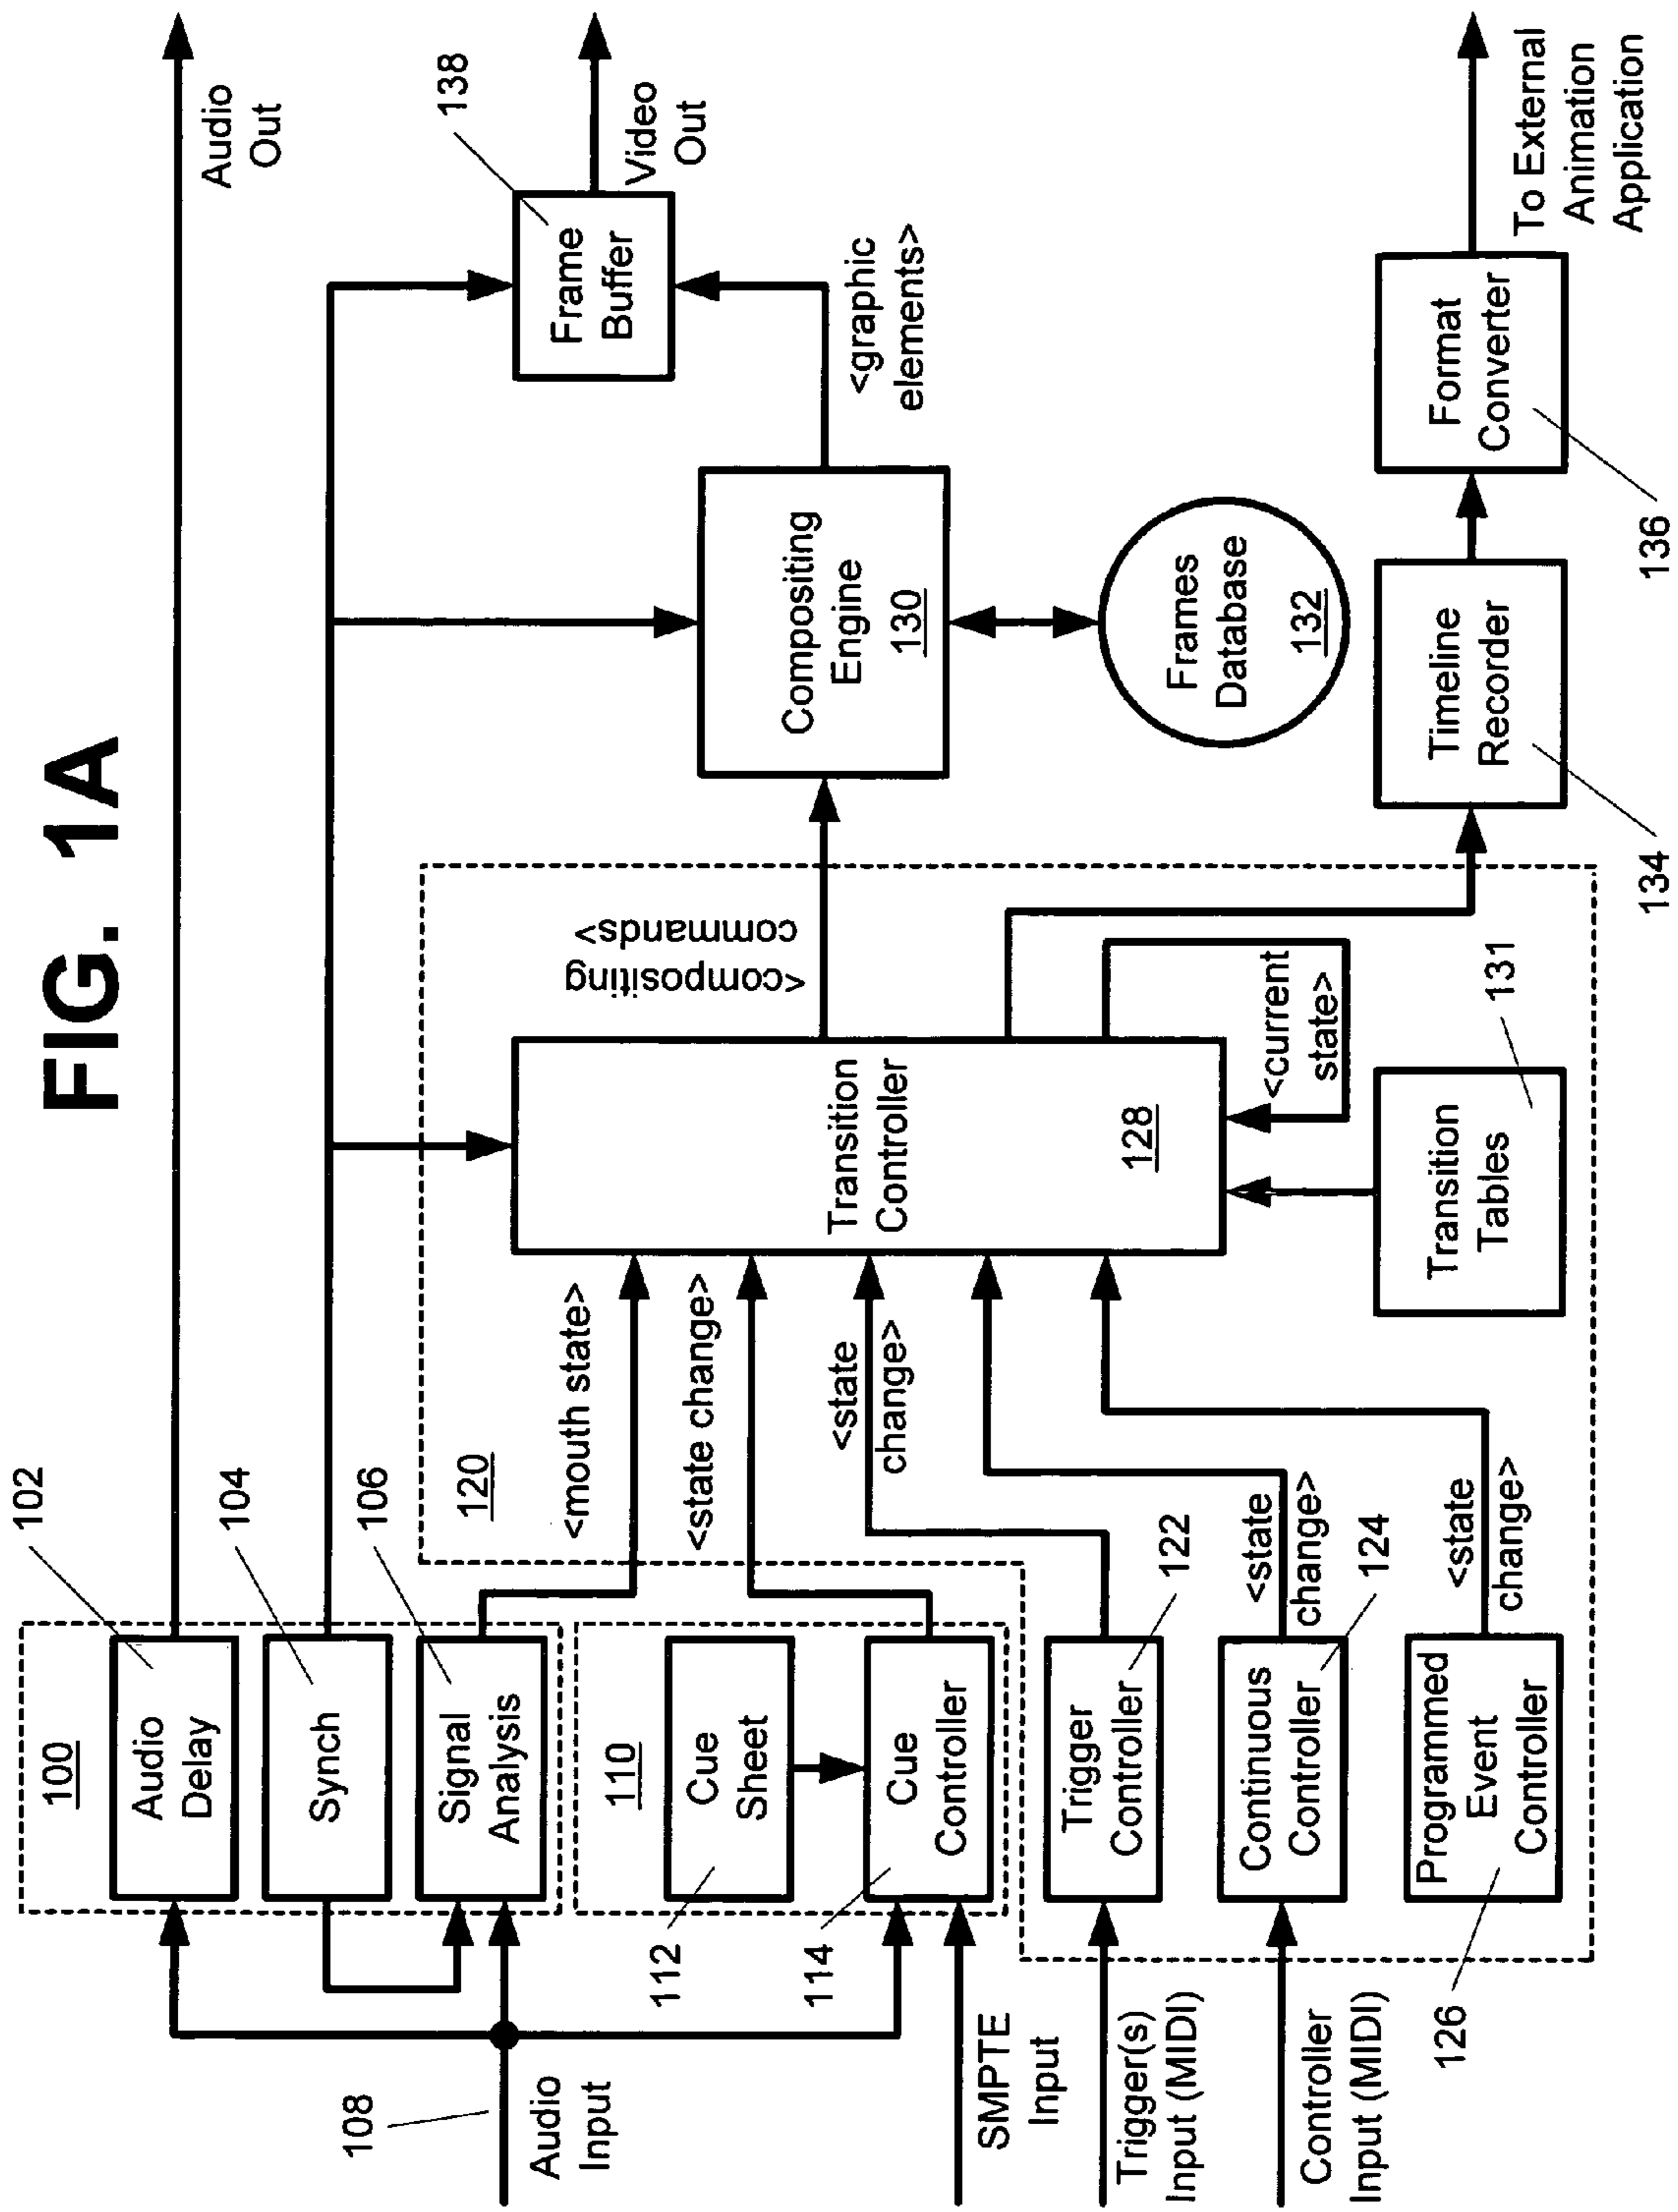 FIG. 1A
Audio
Out
138
Frame
Buffer
Video
Out
<graphic
elements>
102
104
106
100
Audio
Delay
Synch
Signal
Analysis
110
Cue
Sheet
Cue
Controller
112
114
108
Audio
Input
SMPTE
Input
Trigger(s)
Input (MIDI)
Controller
Input (MIDI)
120
<mouth state>
<state change>
<state
change>
Trigger
Controller
122
Continuous
Controller
<state
change>
124
Programmed
Event
Controller
126
<state
change>
Transition
Controller
128
<compositing
commands>
<current
state>
Transition
Tables
131
Compositing
Engine
130
Frames
Database
132
Timeline
Recorder
134
Format
Converter
136
To External
Animation
Application